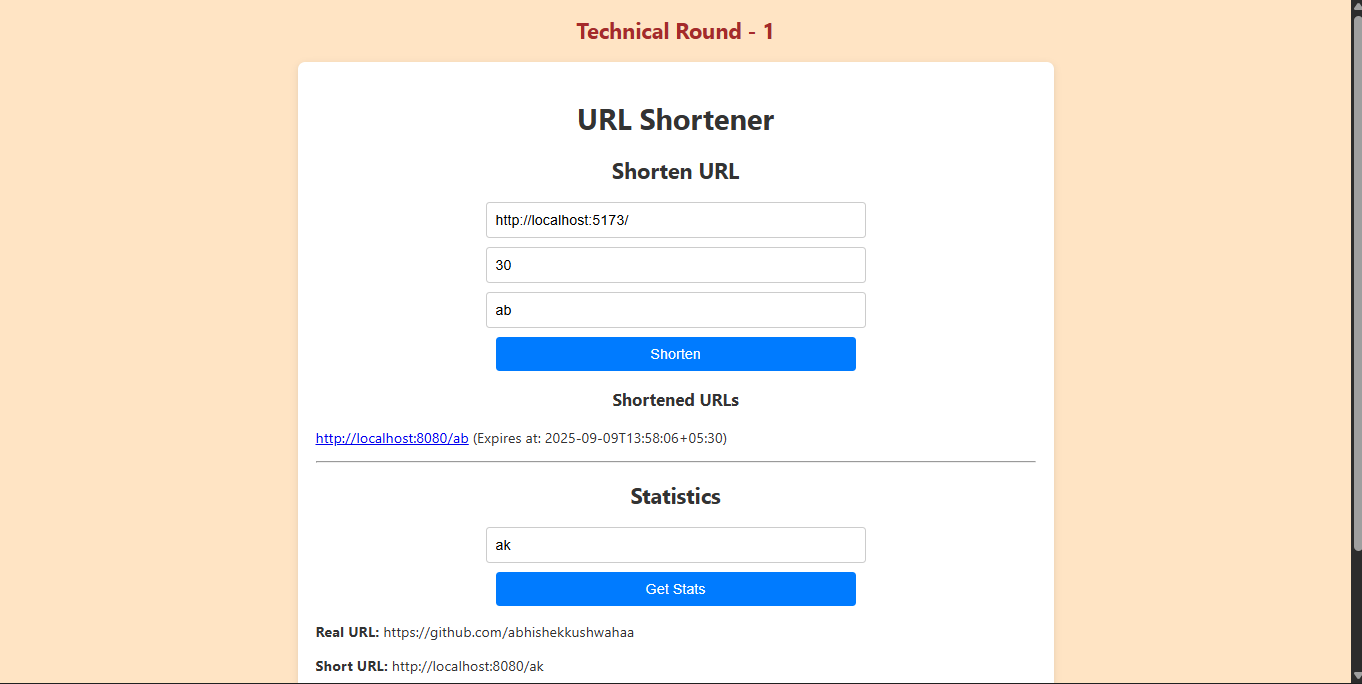 Technical Round - 1
URL Shortener
Shorten URL
http://localhost:5173/
30
ab
Shorten
Shortened URLs
http://localhost:8080/ab (Expires at: 2025-09-09T13:58:06+05:30)
Statistics
ak
Get Stats
Real URL: https://github.com/abhishekkushwahaa
Short URL: http://localhost:8080/ak